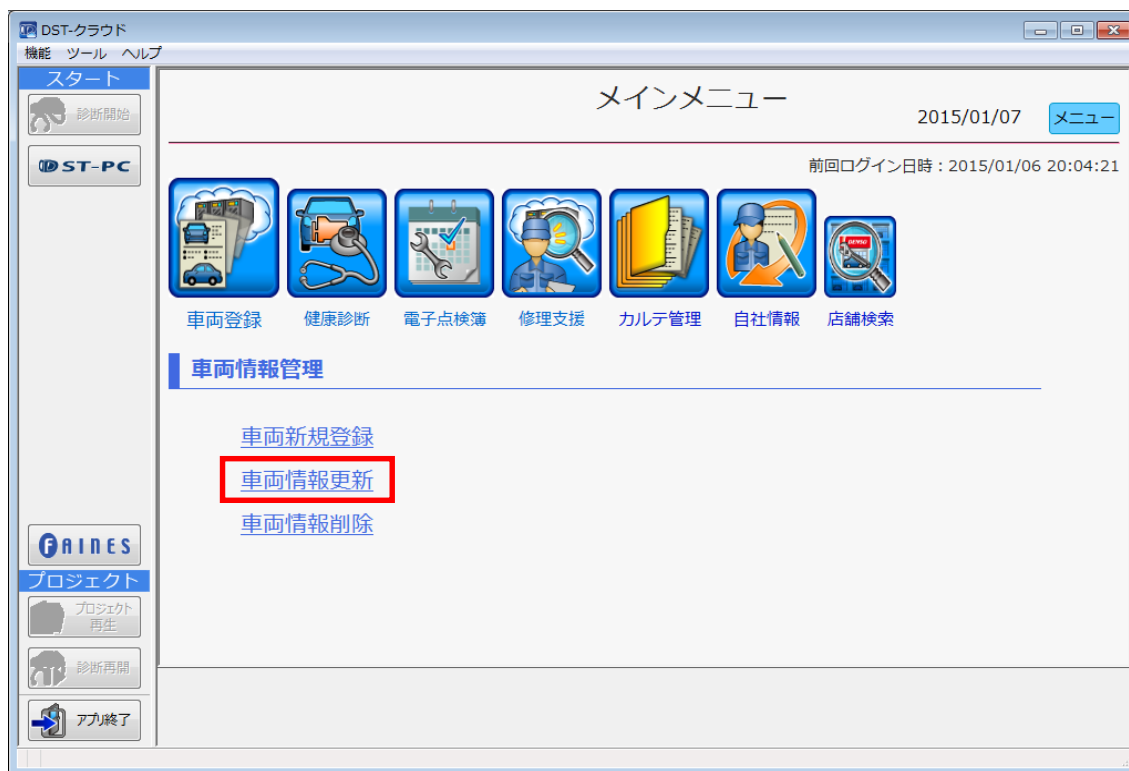 DST-クラウド
機能 ツール ヘルプ
スタート
診断開始
DST-PC
FAINES
プロジェクト
プロジェクト
再生
診断再開
アプリ終了
メインメニュー
2015/01/07
メニュー
前回ログイン日時：2015/01/06 20:04:21
DENSO
車両登録 健康診断 電子点検簿 修理支援 カルテ管理 自社情報 店舗検索
車両情報管理
車両新規登録
車両情報更新
車両情報削除